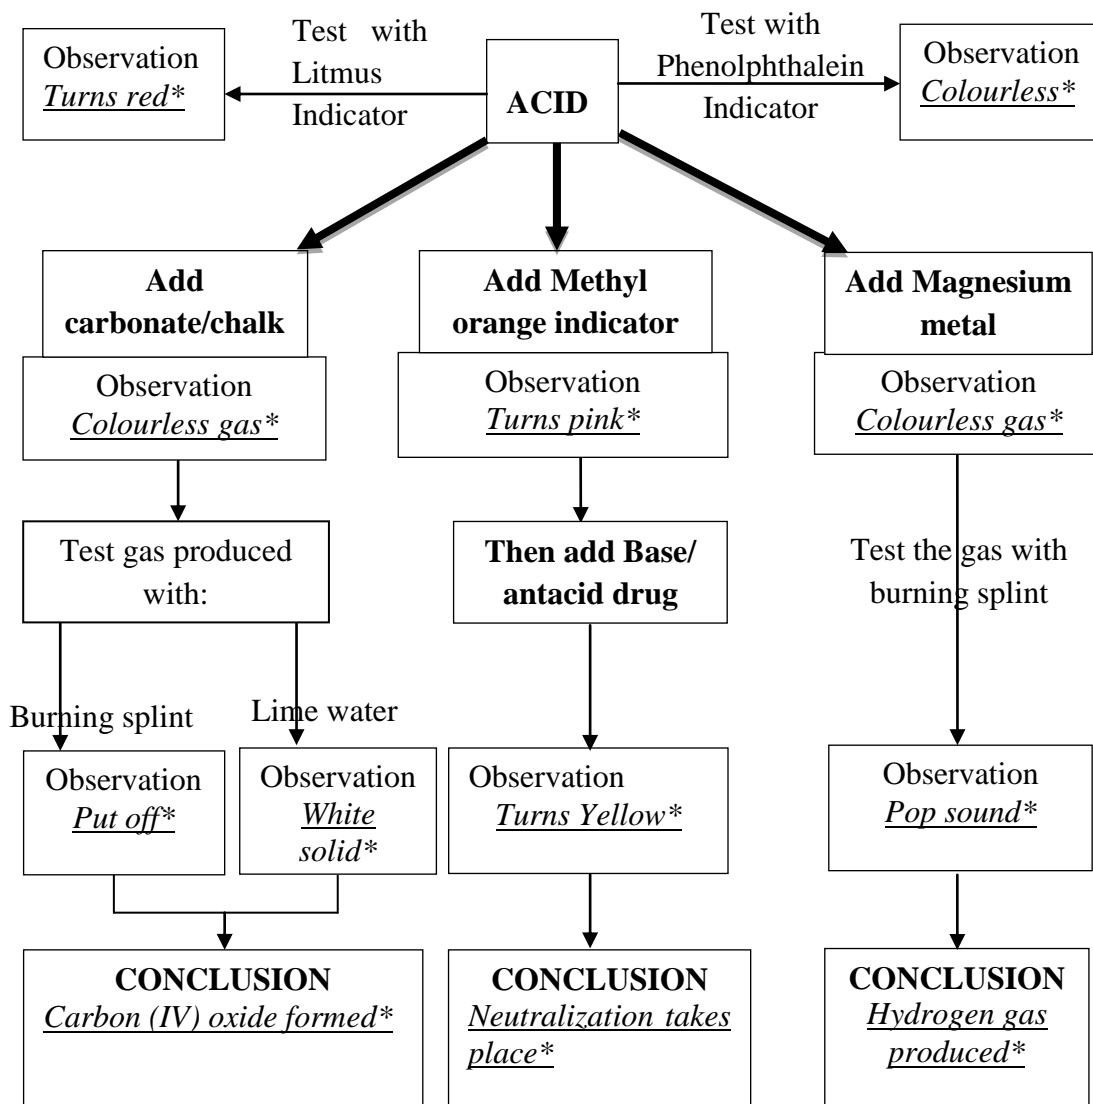 Observation
Turns red*
Test with
Litmus
Indicator
ACID
Test with
Phenolphthalein
Indicator
Observation
Colourless*
Add
carbonate/chalk
Observation
Colourless gas*
Add Methyl
orange indicator
Observation
Turns pink*
Add Magnesium
metal
Observation
Colourless gas*
Test gas produced
with:
Then add Base/
antacid drug
Test the gas with
burning splint
Burning splint
Lime water
Observation
Put off*
Observation
White
solid*
Observation
Turns Yellow*
Observation
Pop sound*
CONCLUSION
Carbon (IV) oxide formed*
CONCLUSION
Neutralization takes
place*
CONCLUSION
Hydrogen gas
produced*